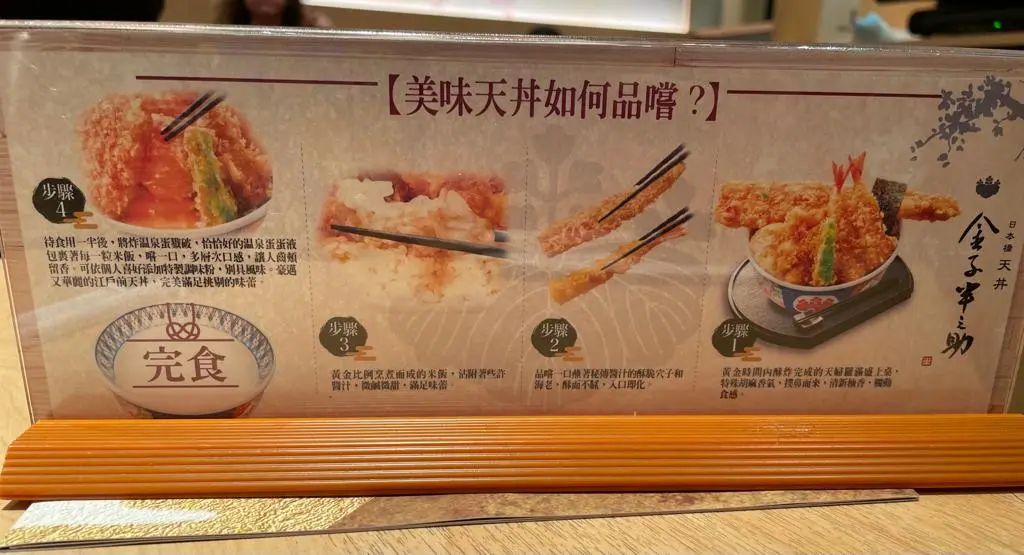 【美味天丼如何品嚐？】
日本橋 天丼
金子半之助
步驟
1
黃金時間內酥炸完成的天婦羅滿盛上桌，
特殊胡麻香氣，撲鼻而來，清新柚香，觸動
食感。
步驟
2
品嚐一口蘸著秘傳醬汁的酥脆穴子和
海老，酥而不膩，入口即化。
步驟
3
黃金比例烹煮而成的米飯，沾附著些許
醬汁，微鹹微甜，滿足味蕾。
步驟
4
待食用一半後，將炸溫泉蛋戳破，恰恰好的溫泉蛋蛋液
包裹著每一粒米飯，嚐一口，多層次口感，讓人齒頰
留香。可依個人喜好添加特製調味粉，別具風味。豪邁
又華麗的江戶前天丼，完美滿足挑剔的味蕾。
完食